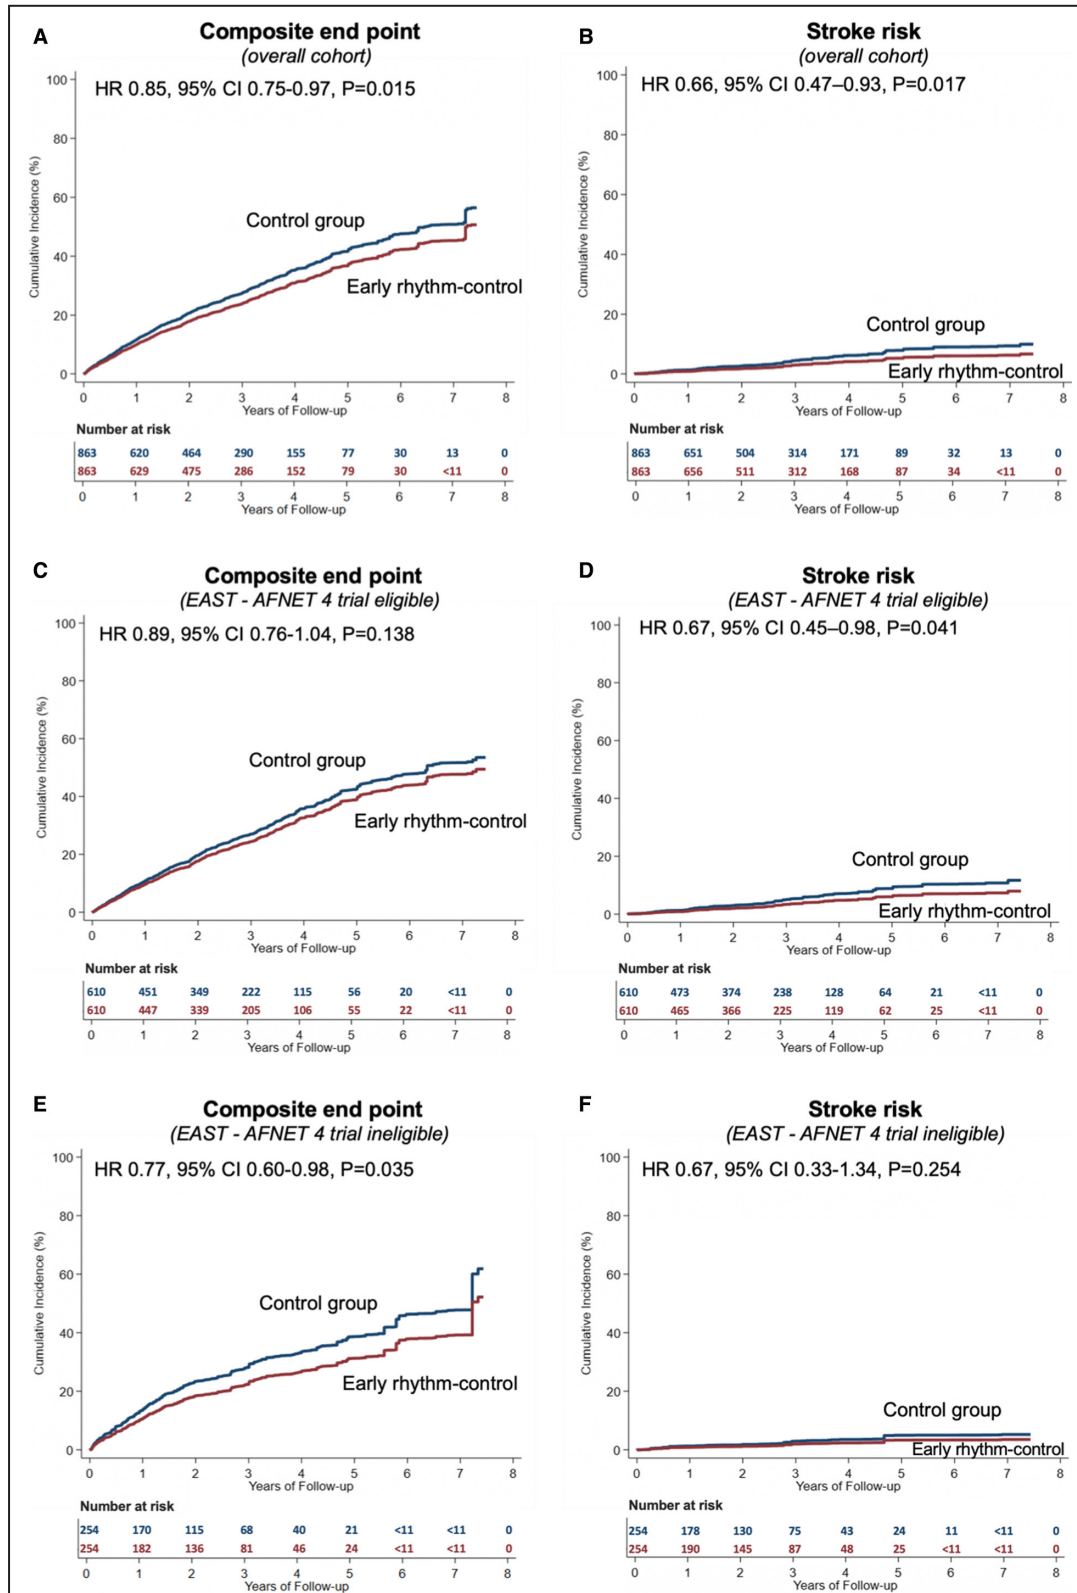 A
Composite end point
(overall cohort)
HR 0.85, 95% CI 0.75-0.97, P=0.015
Cumulative Incidence (%)
100
80
60
40
20
0
Control group
Early rhythm-control
0 1 2 3 4 5 6 7 8
Years of Follow-up
Number at risk
863 620 464 290 155 77 30 13 0
863 629 475 286 152 79 30 <11 0
0 1 2 3 4 5 6 7 8
Years of Follow-up
B
Stroke risk
(overall cohort)
HR 0.66, 95% CI 0.47–0.93, P=0.017
Cumulative Incidence (%)
100
80
60
40
20
0
Control group
Early rhythm-control
0 1 2 3 4 5 6 7 8
Years of Follow-up
Number at risk
863 651 504 314 171 89 32 13 0
863 656 511 312 168 87 34 <11 0
0 1 2 3 4 5 6 7 8
Years of Follow-up
C
Composite end point
(EAST - AFNET 4 trial eligible)
HR 0.89, 95% CI 0.76-1.04, P=0.138
Cumulative Incidence (%)
100
80
60
40
20
0
Control group
Early rhythm-control
0 1 2 3 4 5 6 7 8
Years of Follow-up
Number at risk
610 451 349 222 115 56 20 <11 0
610 447 339 205 106 55 22 <11 0
0 1 2 3 4 5 6 7 8
Years of Follow-up
D
Stroke risk
(EAST - AFNET 4 trial eligible)
HR 0.67, 95% CI 0.45–0.98, P=0.041
Cumulative Incidence (%)
100
80
60
40
20
0
Control group
Early rhythm-control
0 1 2 3 4 5 6 7 8
Years of Follow-up
Number at risk
610 473 374 238 128 64 21 <11 0
610 465 366 225 119 62 25 <11 0
0 1 2 3 4 5 6 7 8
Years of Follow-up
E
Composite end point
(EAST - AFNET 4 trial ineligible)
HR 0.77, 95% CI 0.60-0.98, P=0.035
Cumulative Incidence (%)
100
80
60
40
20
0
Control group
Early rhythm-control
0 1 2 3 4 5 6 7 8
Years of Follow-up
Number at risk
254 170 115 68 40 21 <11 <11 0
254 182 136 81 46 24 <11 <11 0
0 1 2 3 4 5 6 7 8
Years of Follow-up
F
Stroke risk
(EAST - AFNET 4 trial ineligible)
HR 0.67, 95% CI 0.33-1.34, P=0.254
Cumulative Incidence (%)
100
80
60
40
20
0
Control group
Early rhythm-control
0 1 2 3 4 5 6 7 8
Years of Follow-up
Number at risk
254 178 130 75 43 24 11 <11 0
254 190 145 87 48 25 <11 <11 0
0 1 2 3 4 5 6 7 8
Years of Follow-up